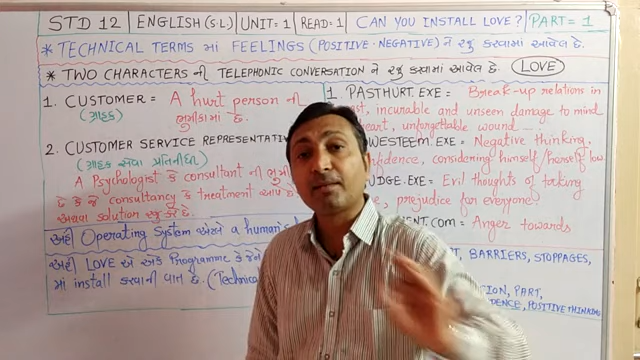 STD 12 | ENGLISH (S.L) | UNIT=1 | READ=1 | CAN YOU INSTALL LOVE? | PART=1
* TECHNICAL TERMS માં FEELINGS (POSITIVE-NEGATIVE) ને રજૂ કરવામાં આવેલ છે.
* TWO CHARACTERS ની TELEPHONIC CONVERSATION ને રજૂ કરવામાં આવેલ છે. LOVE
1. CUSTOMER = A hurt person ની
(ગ્રાહક) ભુમીકામાં છે.
2. CUSTOMER SERVICE REPRESENTATIV
(ગ્રાહક સેવા પ્રતિનીધી)
A Psychologist કે consultant ની ભુમી
છે કે જે Consultancy કે treatment આપે છે
અથવા solution રજૂ કરે છે.
1. PASTHURT.EXE = Break-up relations in
st, incurable and unseen damage to mind
heart, unforgettable wound ...
WESTEEM.EXE = Negative thinking,
fidence, considering himself/herself low
UDGE.EXE = Evil thoughts of taking
e, prejudice for everyone.
ENT.COM = Anger towards
અહીં Operating System એટલે a human's
અહીં LOVE એ એક Programme કે જેને
માં install કરવાની વાત છે. (Technical
BARRIERS, STOPPAGES,
TION, PART,
DENCE, POSITIVE THINKING